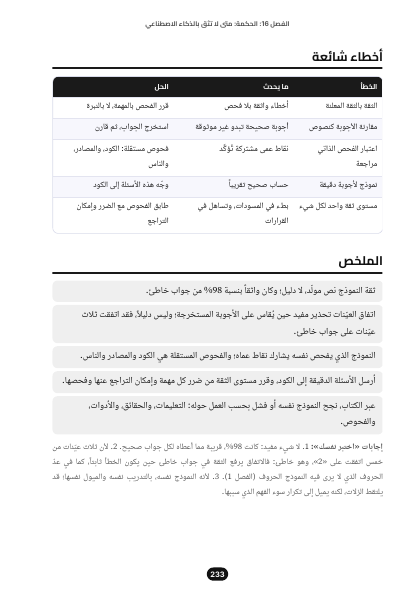 الفصل 16: الحكمة: متى لا تثق بالذكاء الاصطناعي
أخطاء شائعة
الخطأ ما يحدث الحل
الثقة بالثقة المعلنة أخطاء واثقة بلا فحص قرر الفحص بالمهمة، لا بالنبرة
مقارنة الأجوبة كنصوص أجوبة صحيحة تبدو غير موثوقة استخرج الجواب، ثم قارن
اعتبار الفحص الذاتي نقاط عمى مشتركة تُؤكَّد فحوص مستقلة: الكود، والمصادر،
مراجعة والناس
نموذج لأجوبة دقيقة حساب صحيح تقريباً وجّه هذه الأسئلة إلى الكود
مستوى ثقة واحد لكل شيء بطء في المسودات، وتساهل في طابق الفحوص مع الضرر وإمكان
القرارات التراجع
الملخص
ثقة النموذج نص مولَّد، لا دليل؛ وكان واثقاً بنسبة 98% من جواب خاطئ.
اتفاق العيّنات تحذير مفيد حين يُقاس على الأجوبة المستخرجة؛ وليس دليلاً، فقد اتفقت ثلاث
عيّنات على جواب خاطئ.
النموذج الذي يفحص نفسه يشارك نقاط عماه؛ والفحوص المستقلة هي الكود والمصادر والناس.
أرسل الأسئلة الدقيقة إلى الكود، وقرر مستوى الثقة من ضرر كل مهمة وإمكان التراجع عنها وفحصها.
عبر الكتاب، نجح النموذج نفسه أو فشل بحسب العمل حوله: التعليمات، والحقائق، والأدوات،
والفحوص.
إجابات «اختبر نفسك»: 1. لا شيء مفيد: كانت 98%، قريبة مما أعطاه لكل جواب صحيح. 2. لأن ثلاث عيّنات من
خمس اتفقت على «2»، وهو خاطئ: فالاتفاق يرفع الثقة في جواب خاطئ حين يكون الخطأ ثابتاً، كما في عدّ
الحروف الذي لا يرى فيه النموذج الحروف (الفصل 1). 3. لأنه النموذج نفسه، بالتدريب نفسه والميول نفسها؛ قد
يلتقط الزلات، لكنه يميل إلى تكرار سوء الفهم الذي سببها.
233